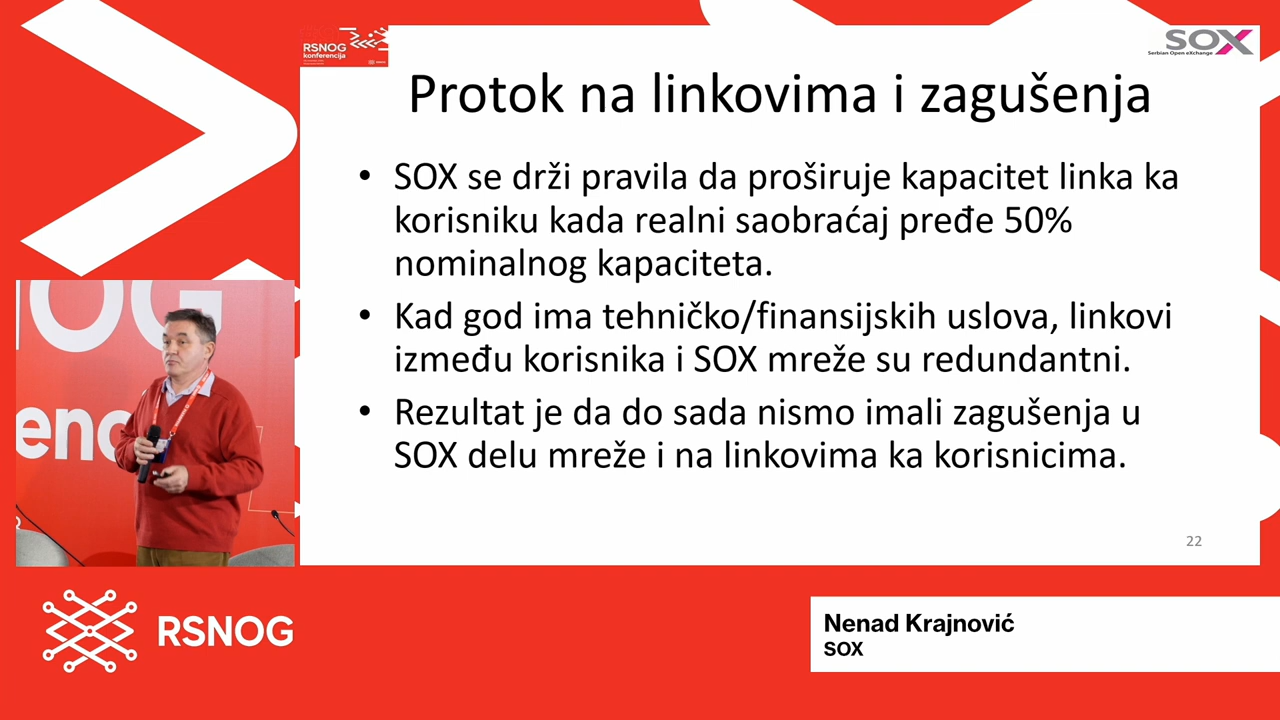 RSNOG
konferencija
SOX
Serbian Open eXchange
Protok na linkovima i zagušenja
• SOX se drži pravila da proširuje kapacitet linka ka
korisniku kada realni saobraćaj pređe 50%
nominalnog kapaciteta.
• Kad god ima tehničko/finansijskih uslova, linkovi
između korisnika i SOX mreže su redundantni.
• Rezultat je da do sada nismo imali zagušenja u
SOX delu mreže i na linkovima ka korisnicima.
22
RSNOG
Nenad Krajnović
SOX